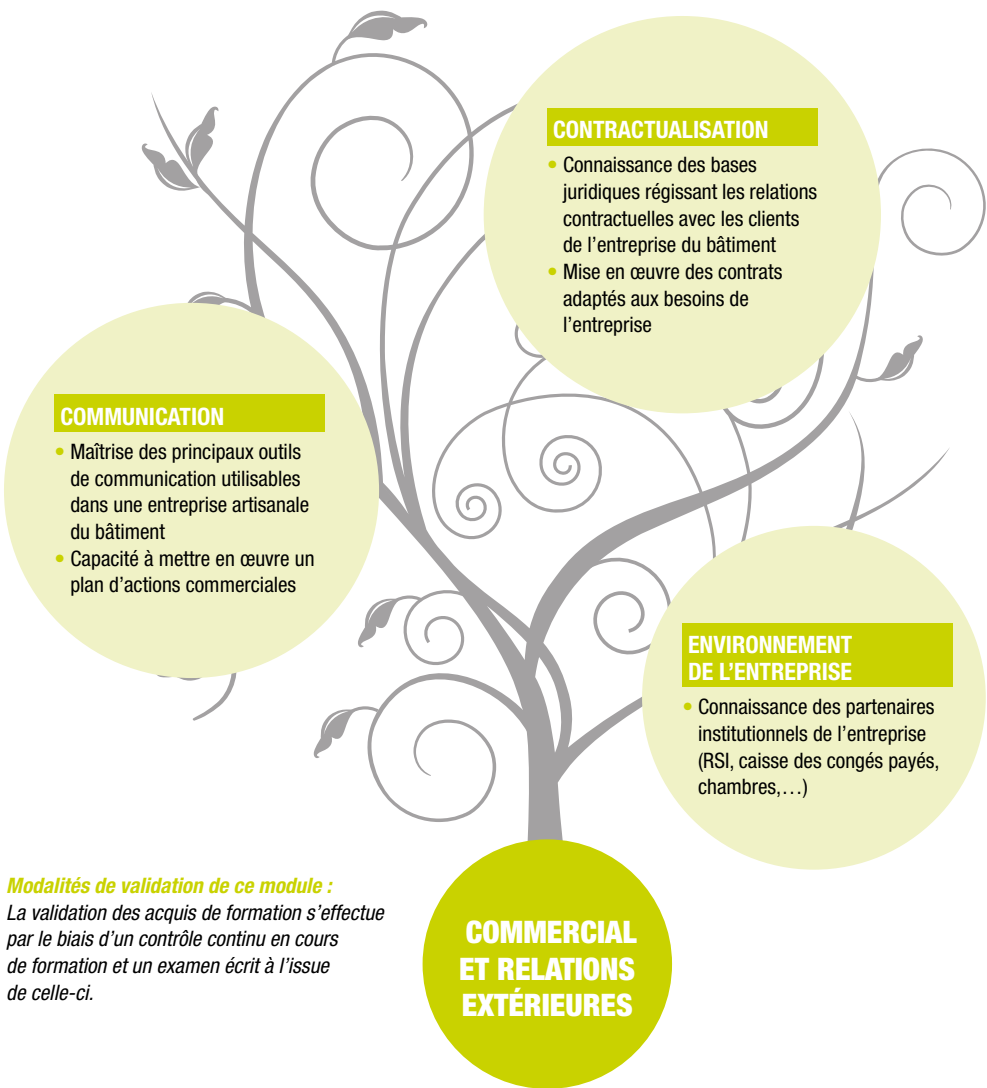 CONTRACTUALISATION
• Connaissance des bases
juridiques régissant les relations
contractuelles avec les clients
de l’entreprise du bâtiment
• Mise en œuvre des contrats
adaptés aux besoins de
l’entreprise
COMMUNICATION
• Maîtrise des principaux outils
de communication utilisables
dans une entreprise artisanale
du bâtiment
• Capacité à mettre en œuvre un
plan d’actions commerciales
ENVIRONNEMENT
DE L’ENTREPRISE
• Connaissance des partenaires
institutionnels de l’entreprise
(RSI, caisse des congés payés,
chambres,…)
Modalités de validation de ce module :
La validation des acquis de formation s’effectue
par le biais d’un contrôle continu en cours
de formation et un examen écrit à l’issue
de celle-ci.
COMMERCIAL
ET RELATIONS
EXTÉRIEURES